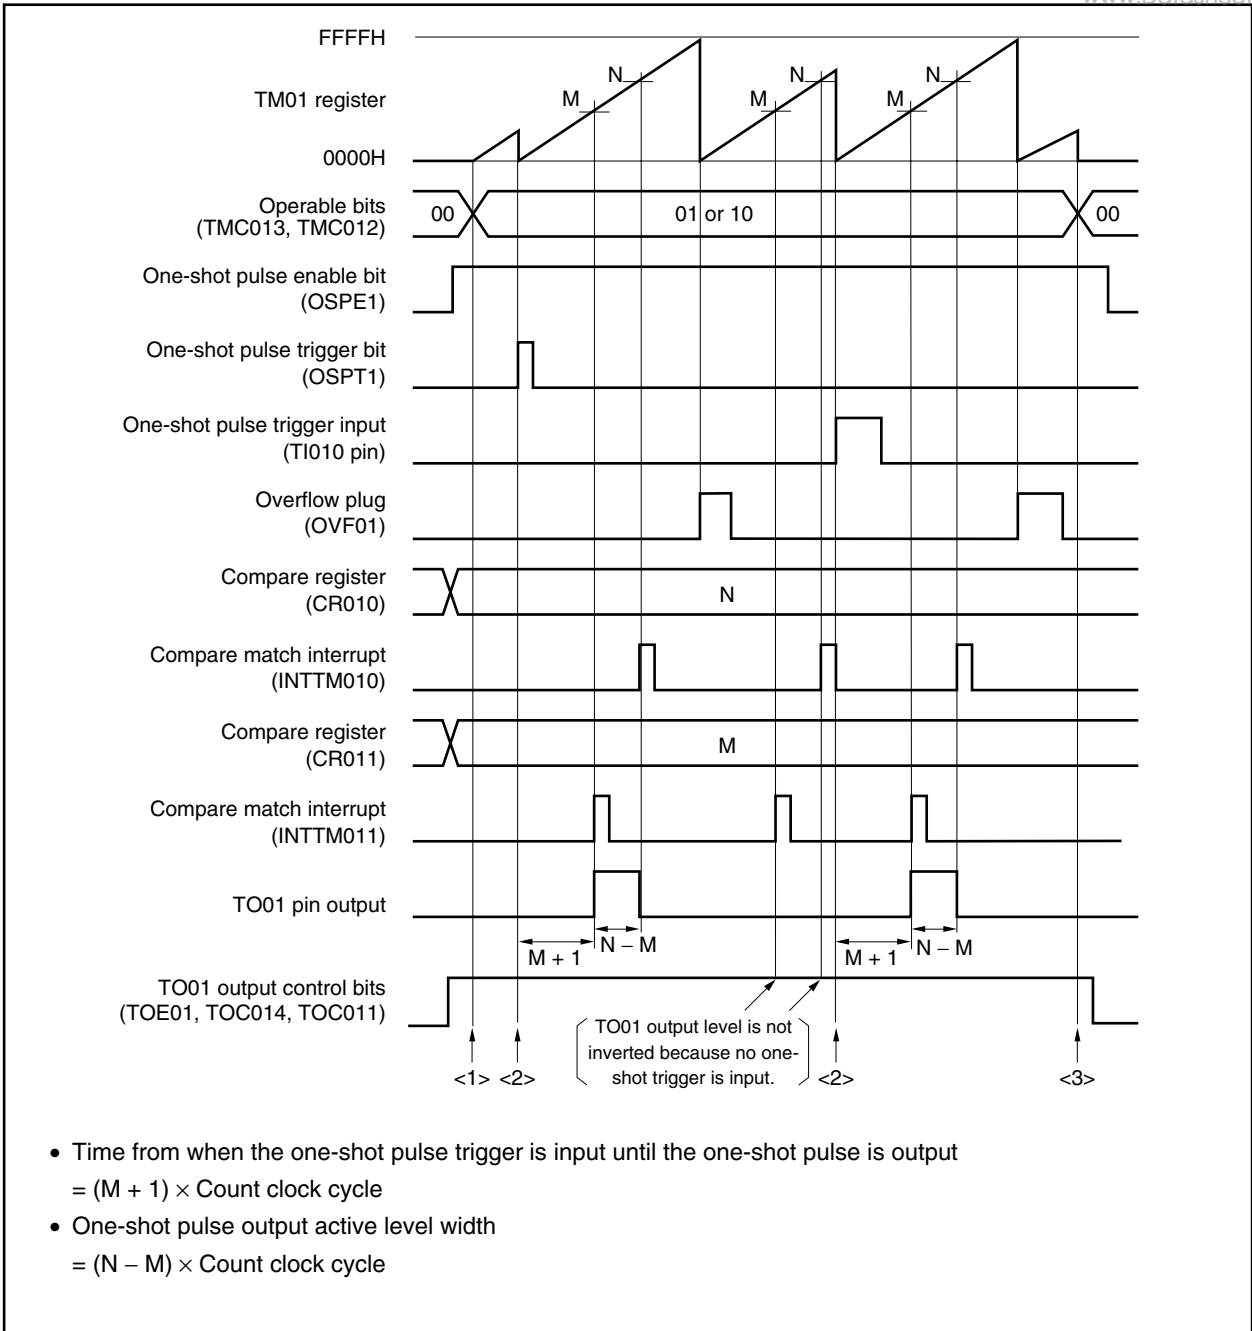 FFFFH
N
N
N
M
M
M
TM01 register
0000H
Operable bits
(TMC013, TMC012)
00
01 or 10
00
One-shot pulse enable bit
(OSPE1)
One-shot pulse trigger bit
(OSPT1)
One-shot pulse trigger input
(TI010 pin)
Overflow plug
(OVF01)
Compare register
(CR010)
N
Compare match interrupt
(INTTM010)
Compare register
(CR011)
M
Compare match interrupt
(INTTM011)
TO01 pin output
M + 1
N – M
M + 1
N – M
TO01 output control bits
(TOE01, TOC014, TOC011)
TO01 output level is not
inverted because no one-
shot trigger is input.
<1> <2> <2> <3>
• Time from when the one-shot pulse trigger is input until the one-shot pulse is output
= (M + 1) × Count clock cycle
• One-shot pulse output active level width
= (N – M) × Count clock cycle